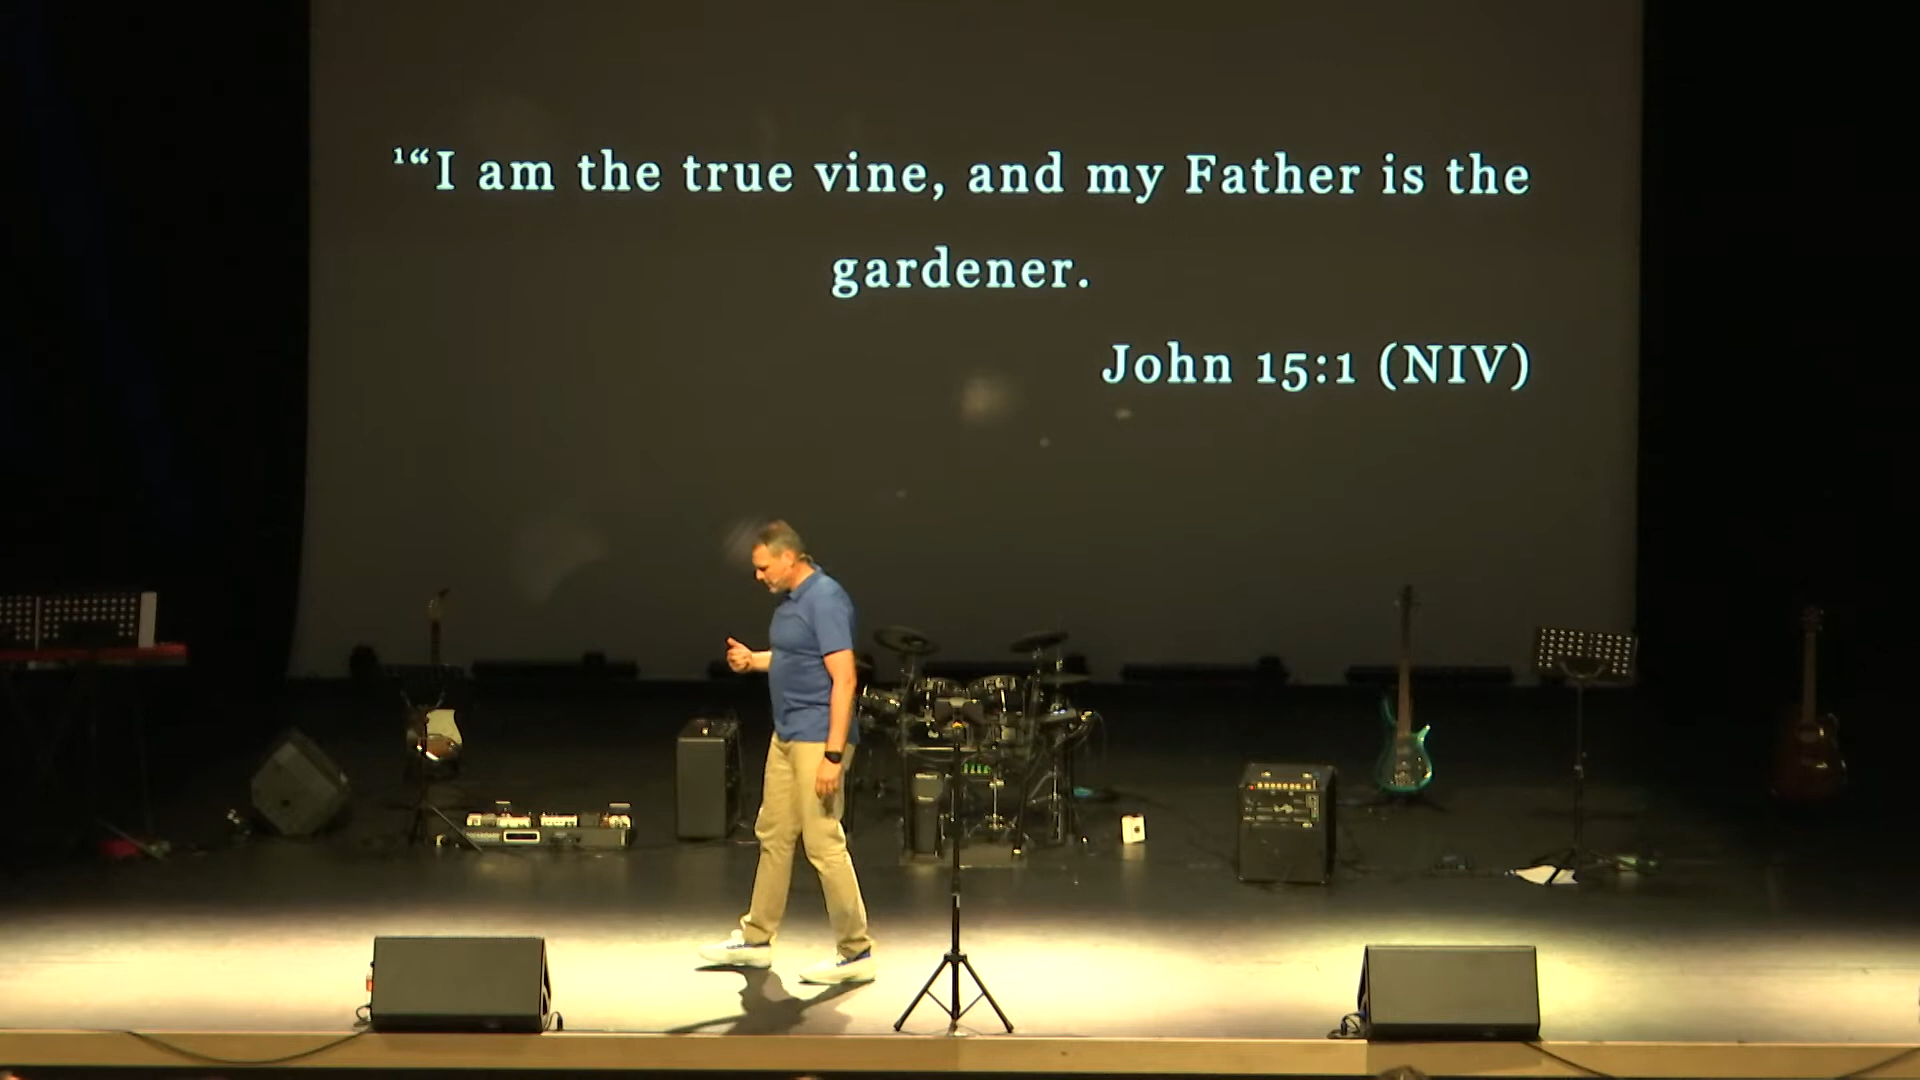 ¹“I am the true vine, and my Father is the
gardener.
John 15:1 (NIV)